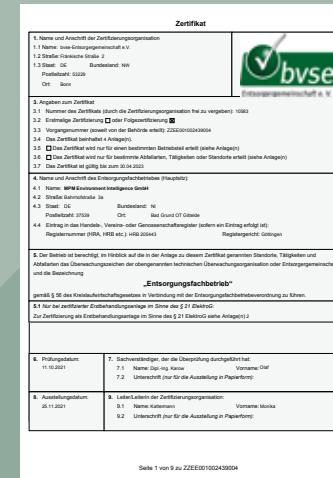 Zertifikat
1. Name und Anschrift der Zertifizierungsorganisation
1.1 Name: bvse-Entsorgergemeinschaft e.V.
1.2 Straße: Fränkische Straße 2
1.3 Staat: DE Bundesland: NW
Postleitzahl: 53229
Ort: Bonn
bvse
Entsorgergemeinschaft e. V.
3. Angaben zum Zertifikat
3.1 Nummer des Zertifikats (durch die Zertifizierungsorganisation frei zu vergeben): 10593
3.2 Erstmalige Zertifizierung ☐ oder Folgezertifizierung ☒
3.3 Vorgangsnummer (soweit von der Behörde erteilt): ZZEE001002439004
3.4 Das Zertifikat beinhaltet 4 Anlage(n).
3.5 ☐ Das Zertifikat wird nur für einen bestimmten Betriebsteil erteilt (siehe Anlage(n)
3.6 ☐ Das Zertifikat wird nur für bestimmte Abfallarten, Tätigkeiten oder Standorte erteilt (siehe Anlage(n)
3.7 Das Zertifikat ist gültig bis zum 30.04.2023
4. Name und Anschrift des Entsorgungsfachbetriebes (Hauptsitz):
4.1 Name: MPM Environment Intelligence GmbH
4.2 Straße: Bahnhofstraße 3a
4.3 Staat: DE Bundesland: NI
Postleitzahl: 37539 Ort: Bad Grund OT Gittelde
4.4 Eintrag in das Handels-, Vereins- oder Genossenschaftsregister (sofern ein Eintrag erfolgt ist):
Registernummer (HRA, HRB etc.): HRB 205443 Registergericht: Göttingen
5. Der Betrieb ist berechtigt, im Hinblick auf die in der Anlage zu diesem Zertifikat genannten Standorte, Tätigkeiten und
Abfallarten das Überwachungszeichen der obengenannten technischen Überwachungsorganisation oder Entsorgergemeinscha
und die Bezeichnung
„Entsorgungsfachbetrieb“
gemäß § 56 des Kreislaufwirtschaftsgesetzes in Verbindung mit der Entsorgungsfachbetriebeverordnung zu führen.
5.1 Nur bei zertifizierter Erstbehandlungsanlage im Sinne des § 21 ElektroG:
Zur Zertifizierung als Erstbehandlungsanlage im Sinne des § 21 ElektroG siehe Anlage(n) 2
6. Prüfungsdatum: 7. Sachverständiger, der die Überprüfung durchgeführt hat:
11.10.2021 7.1 Name: Dipl.-Ing. Karow Vorname: Olaf
7.2 Unterschrift (nur für die Ausstellung in Papierform):
8. Ausstellungsdatum: 9. Leiter/Leiterin der Zertifizierungsorganisation:
25.11.2021 9.1 Name: Kattermann Vorname: Monika
9.2 Unterschrift (nur für die Ausstellung in Papierform):
Seite 1 von 9 zu ZZEE001002439004